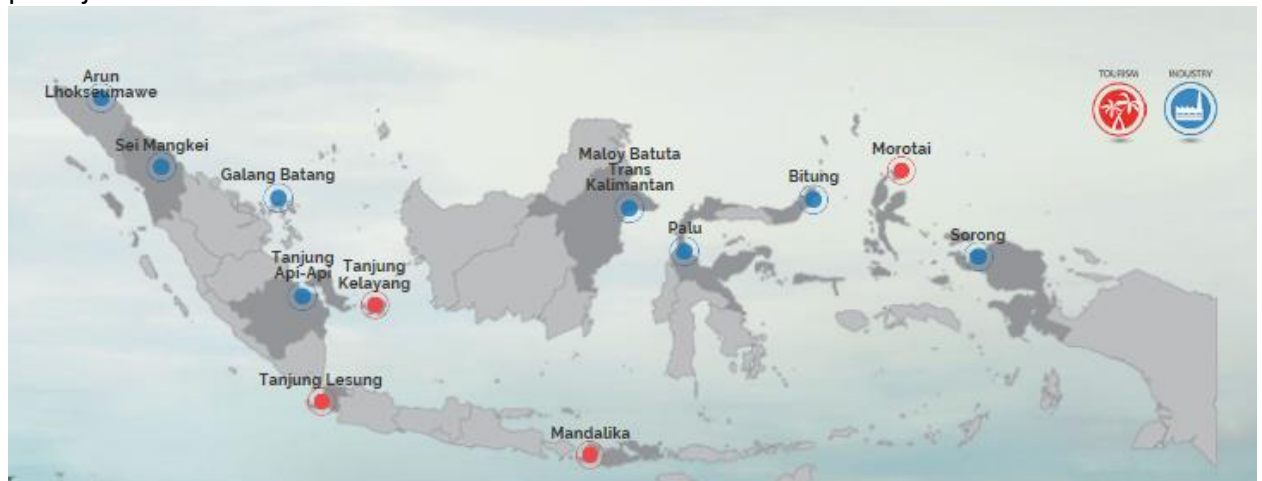 TOURISM
INDUSTRY
Arun
Lhokseumawe
Sei Mangkei
Galang Batang
Maloy Batuta
Trans
Kalimantan
Bitung
Morotai
Palu
Sorong
Tanjung
Api-Api
Tanjung
Kelayang
Tanjung Lesung
Mandalika